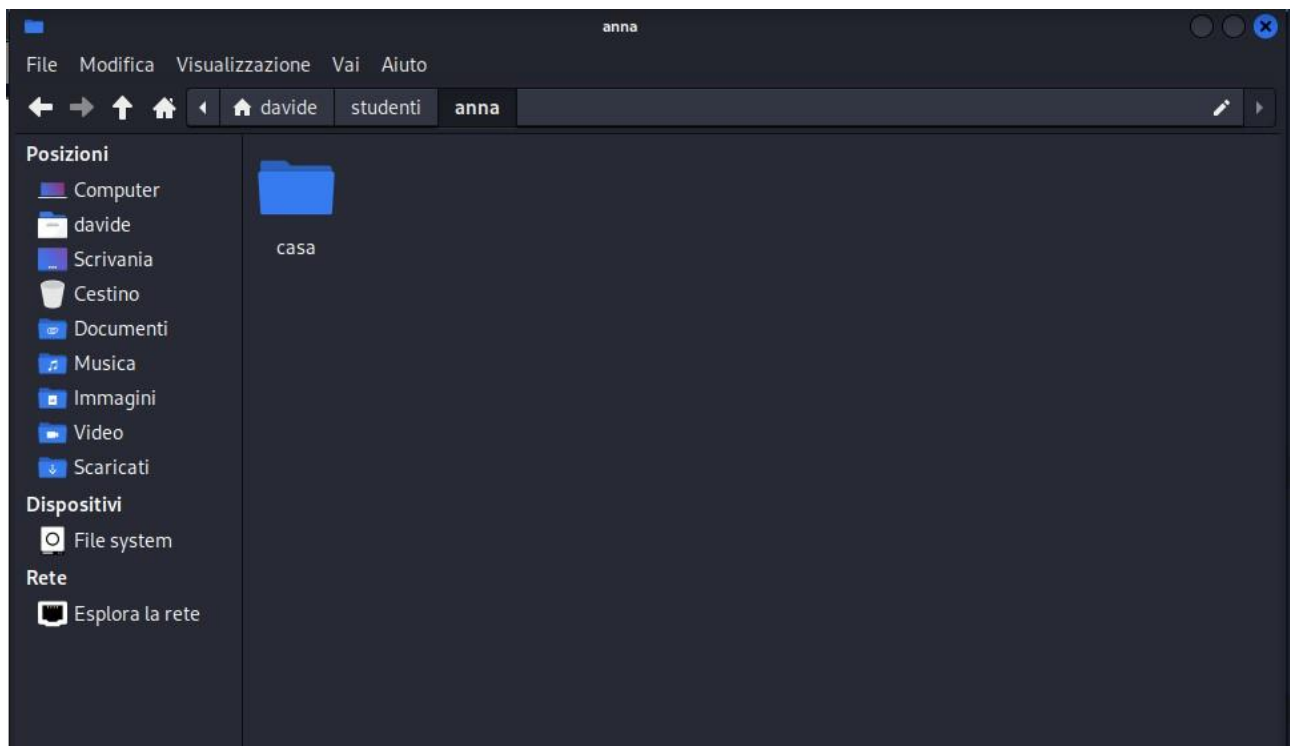 anna
File Modifica Visualizzazione Vai Aiuto
davide studenti anna
Posizioni
Computer
davide
Scrivania
Cestino
Documenti
Musica
Immagini
Video
Scaricati
Dispositivi
File system
Rete
Esplora la rete
casa